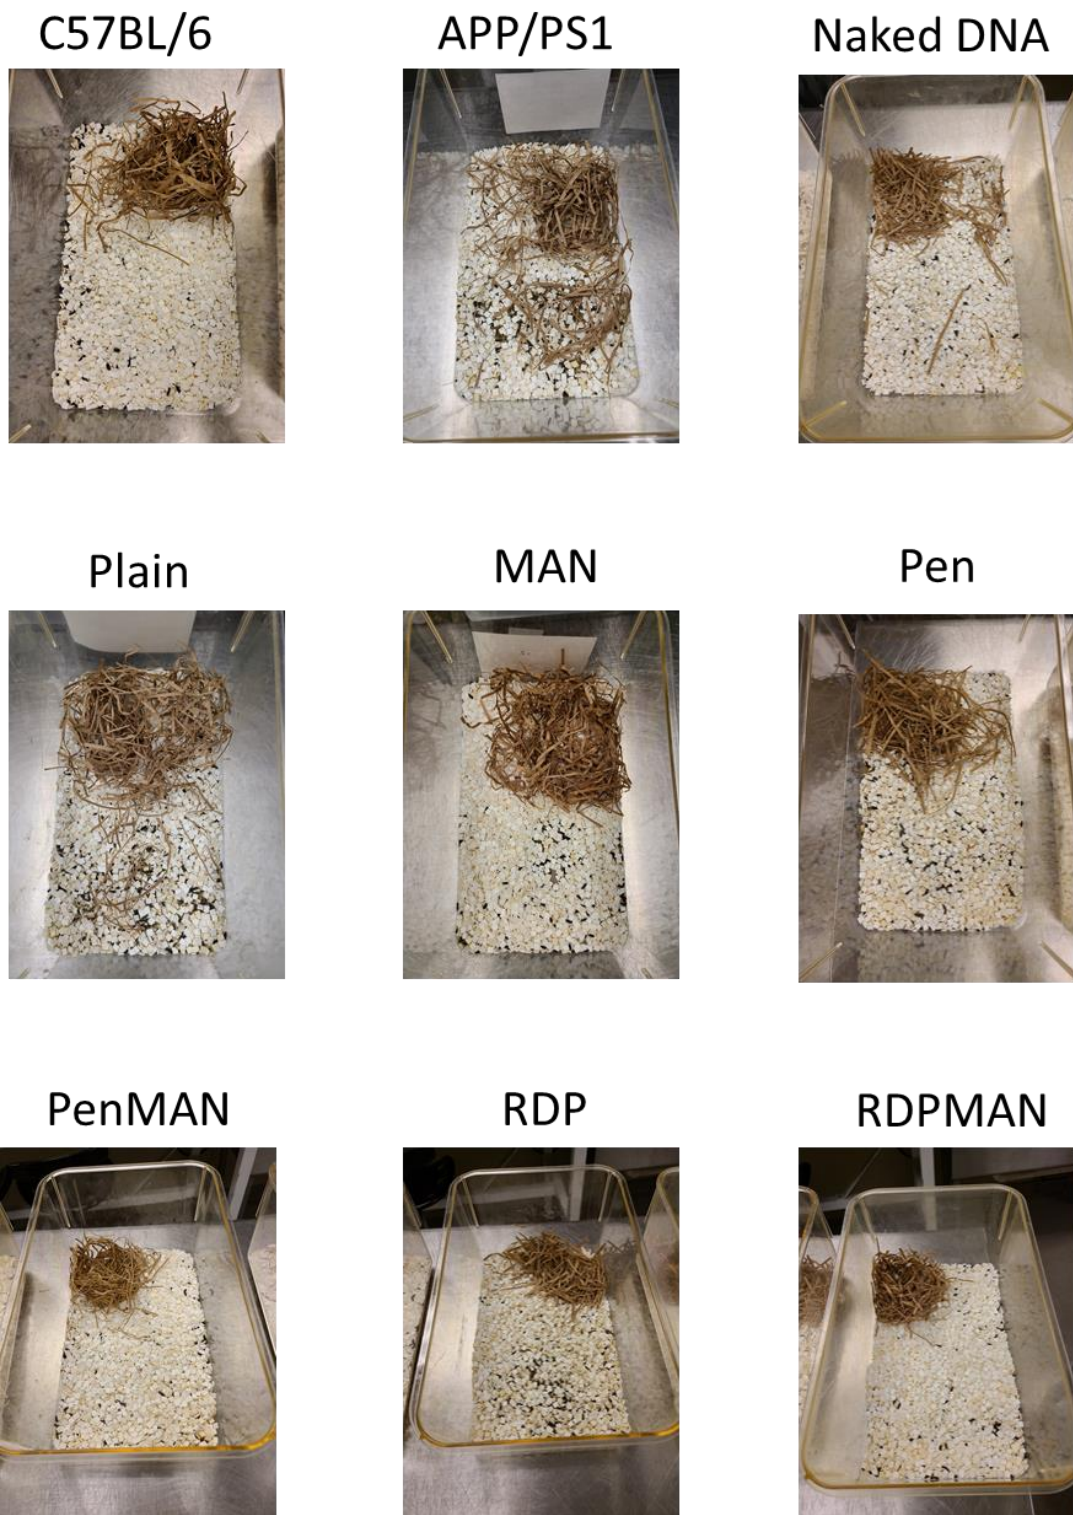 C57BL/6
APP/PS1
Naked DNA
Plain
MAN
Pen
PenMAN
RDP
RDPMAN